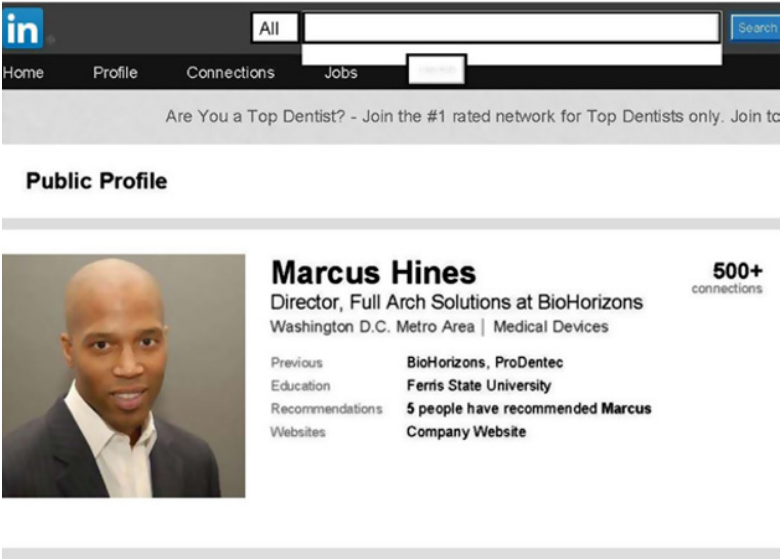 in
All
Search
Home Profile Connections Jobs
Are You a Top Dentist? - Join the #1 rated network for Top Dentists only. Join to
Public Profile
Marcus Hines
500+
connections
Director, Full Arch Solutions at BioHorizons
Washington D.C. Metro Area | Medical Devices
Previous BioHorizons, ProDentec
Education Ferris State University
Recommendations 5 people have recommended Marcus
Websites Company Website